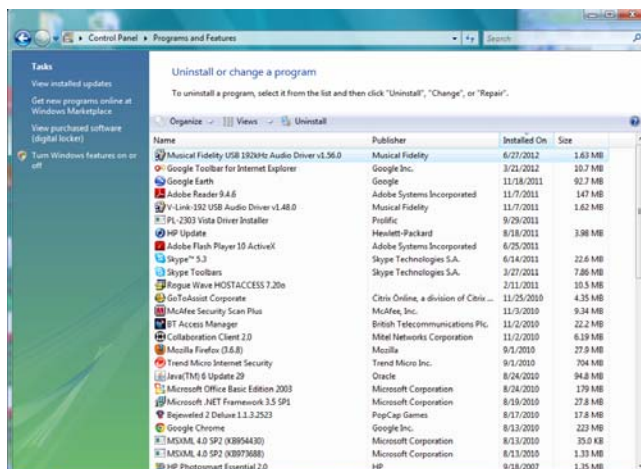 Control Panel ▸ Programs and Features
Search
Tasks
View installed updates
Get new programs online at
Windows Marketplace
View purchased software
(digital locker)
Turn Windows features on or
off
Uninstall or change a program
To uninstall a program, select it from the list and then click "Uninstall", "Change", or "Repair".
Organize Views Uninstall
Name Publisher Installed On Size
Musical Fidelity USB 192kHz Audio Driver v1.56.0 Musical Fidelity 6/27/2012 1.63 MB
Google Toolbar for Internet Explorer Google Inc. 3/21/2012 10.7 MB
Google Earth Google 11/18/2011 92.7 MB
Adobe Reader 9.4.6 Adobe Systems Incorporated 11/7/2011 147 MB
V-Link-192 USB Audio Driver v1.48.0 Musical Fidelity 11/7/2011 1.62 MB
PL-2303 Vista Driver Installer Prolific 9/29/2011
HP Update Hewlett-Packard 8/18/2011 3.98 MB
Adobe Flash Player 10 ActiveX Adobe Systems Incorporated 6/25/2011
Skype™ 5.3 Skype Technologies S.A. 6/14/2011 22.6 MB
Skype Toolbars Skype Technologies S.A. 3/27/2011 7.86 MB
Rogue Wave HOSTACCESS 7.20o 2/11/2011 10.5 MB
GoToAssist Corporate Citrix Online, a division of Citrix ... 11/25/2010 4.35 MB
McAfee Security Scan Plus McAfee, Inc. 11/3/2010 9.34 MB
BT Access Manager British Telecommunications Plc. 11/2/2010 22.2 MB
Collaboration Client 2.0 Mitel Networks Corporation 11/2/2010 6.19 MB
Mozilla Firefox (3.6.8) Mozilla 9/1/2010 27.9 MB
Trend Micro Internet Security Trend Micro Inc. 9/1/2010 704 MB
Java(TM) 6 Update 29 Oracle 8/24/2010 94.8 MB
Microsoft Office Basic Edition 2003 Microsoft Corporation 8/24/2010 179 MB
Microsoft .NET Framework 3.5 SP1 Microsoft Corporation 8/19/2010 27.8 MB
Bejeweled 2 Deluxe 1.1.3.2523 PopCap Games 8/17/2010 17.8 MB
Google Chrome Google Inc. 8/13/2010 223 MB
MSXML 4.0 SP2 (KB954430) Microsoft Corporation 8/13/2010 35.0 KB
MSXML 4.0 SP2 (KB973688) Microsoft Corporation 8/13/2010 1.33 MB
HP Photosmart Essential 2.0 HP 9/18/2007 1.35 MB